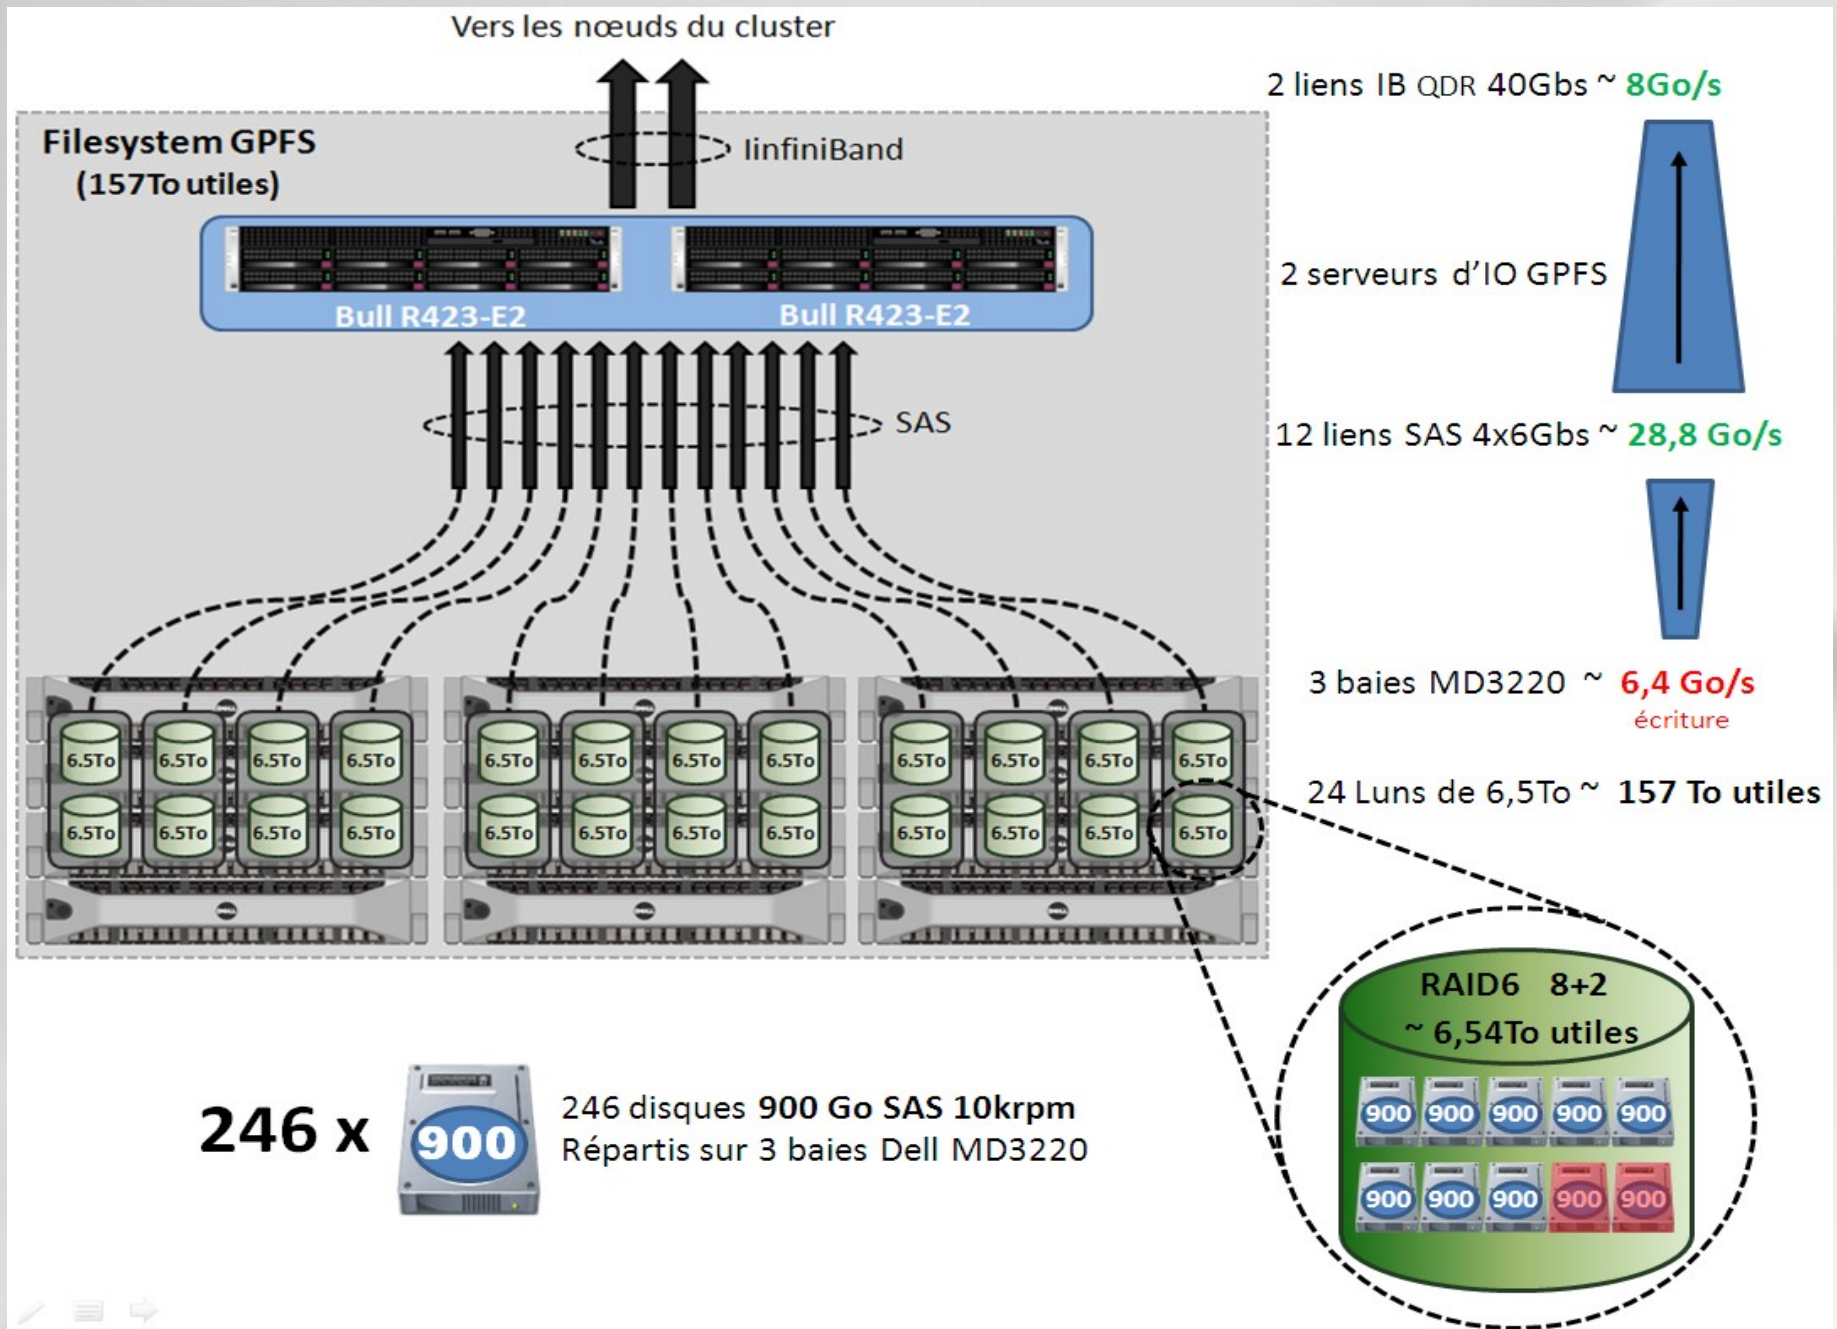 Vers les nœuds du cluster
2 liens IB QDR 40Gbs ~ 8Go/s
Filesystem GPFS
(157To utiles)
IinfiniBand
2 serveurs d'IO GPFS
Bull R423-E2
Bull R423-E2
SAS
12 liens SAS 4x6Gbs ~ 28,8 Go/s
3 baies MD3220 ~ 6,4 Go/s
écriture
6.5To 6.5To 6.5To 6.5To 6.5To 6.5To 6.5To 6.5To 6.5To 6.5To 6.5To 6.5To
24 Luns de 6,5To ~ 157 To utiles
6.5To 6.5To 6.5To 6.5To 6.5To 6.5To 6.5To 6.5To 6.5To 6.5To 6.5To 6.5To
DELL DELL DELL
RAID6 8+2
~ 6,54To utiles
900 900 900 900 900
900 900 900 900 900
246 x
900
246 disques 900 Go SAS 10krpm
Répartis sur 3 baies Dell MD3220